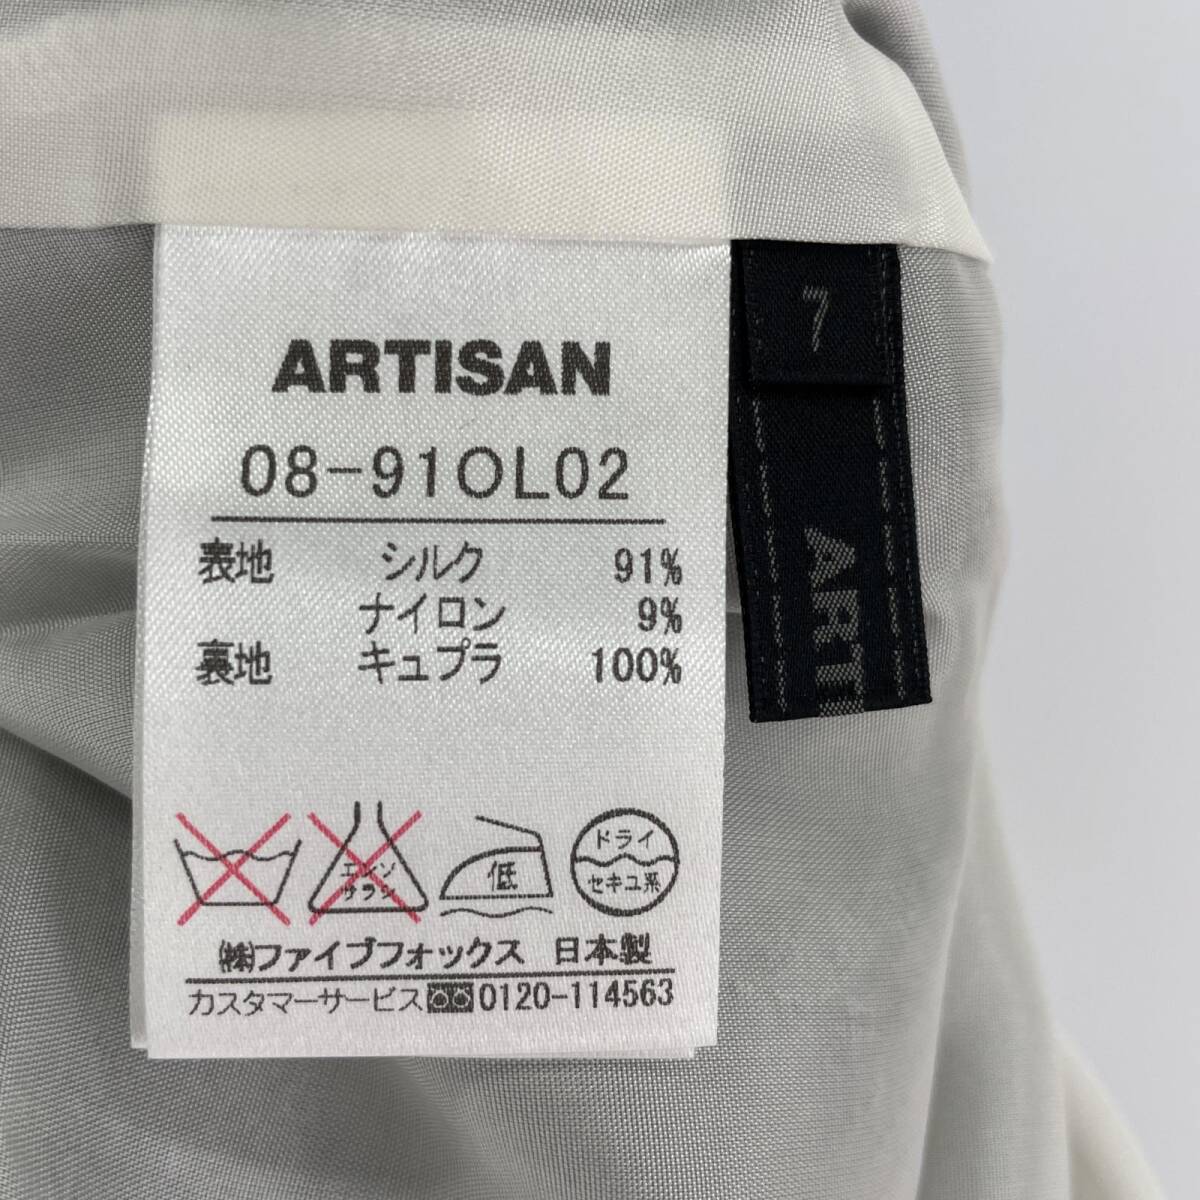 ARTISAN
08-91OL02
表地 シルク 91%
ナイロン 9%
裏地 キュプラ 100%
エンソ
サラシ
低
ドライ
セキユ系
㈱ファイブフォックス 日本製
カスタマーサービス 0120-114563
7
ARTI